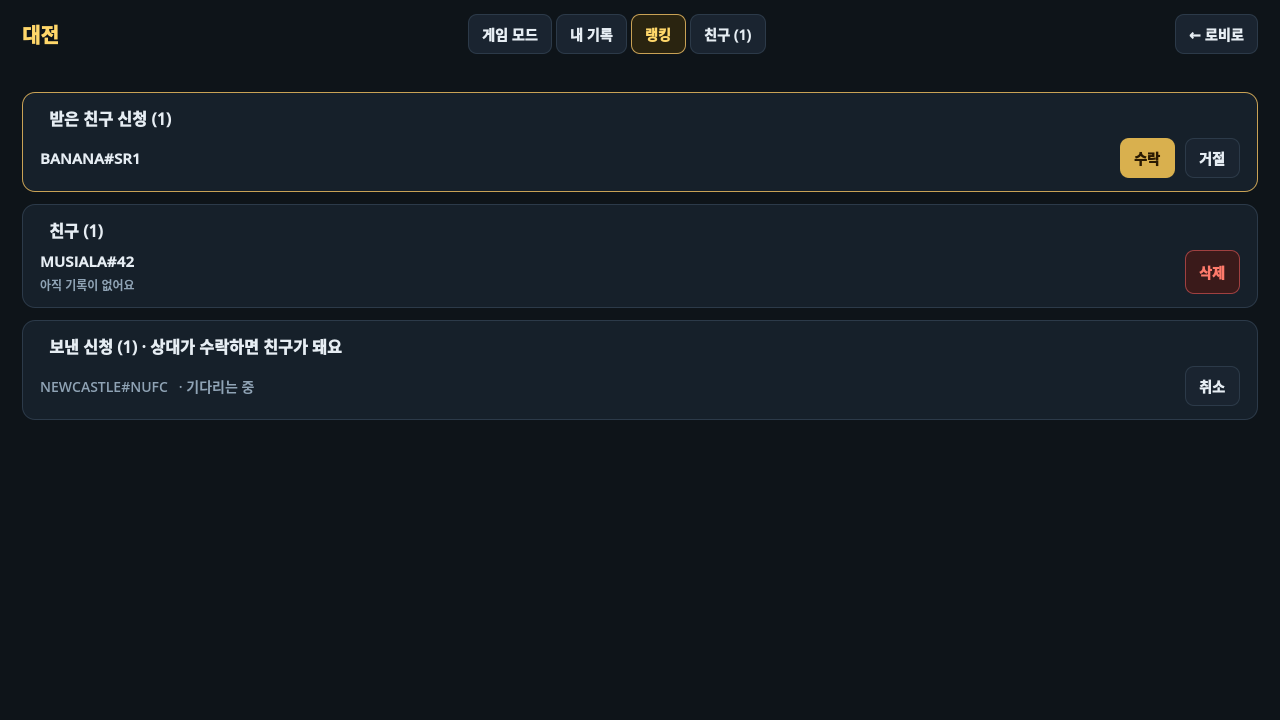 대전
게임 모드
내 기록
랭킹
친구 (1)
← 로비로
받은 친구 신청 (1)
BANANA#SR1
수락
거절
친구 (1)
MUSIALA#42
아직 기록이 없어요
삭제
보낸 신청 (1) · 상대가 수락하면 친구가 돼요
NEWCASTLE#NUFC · 기다리는 중
취소